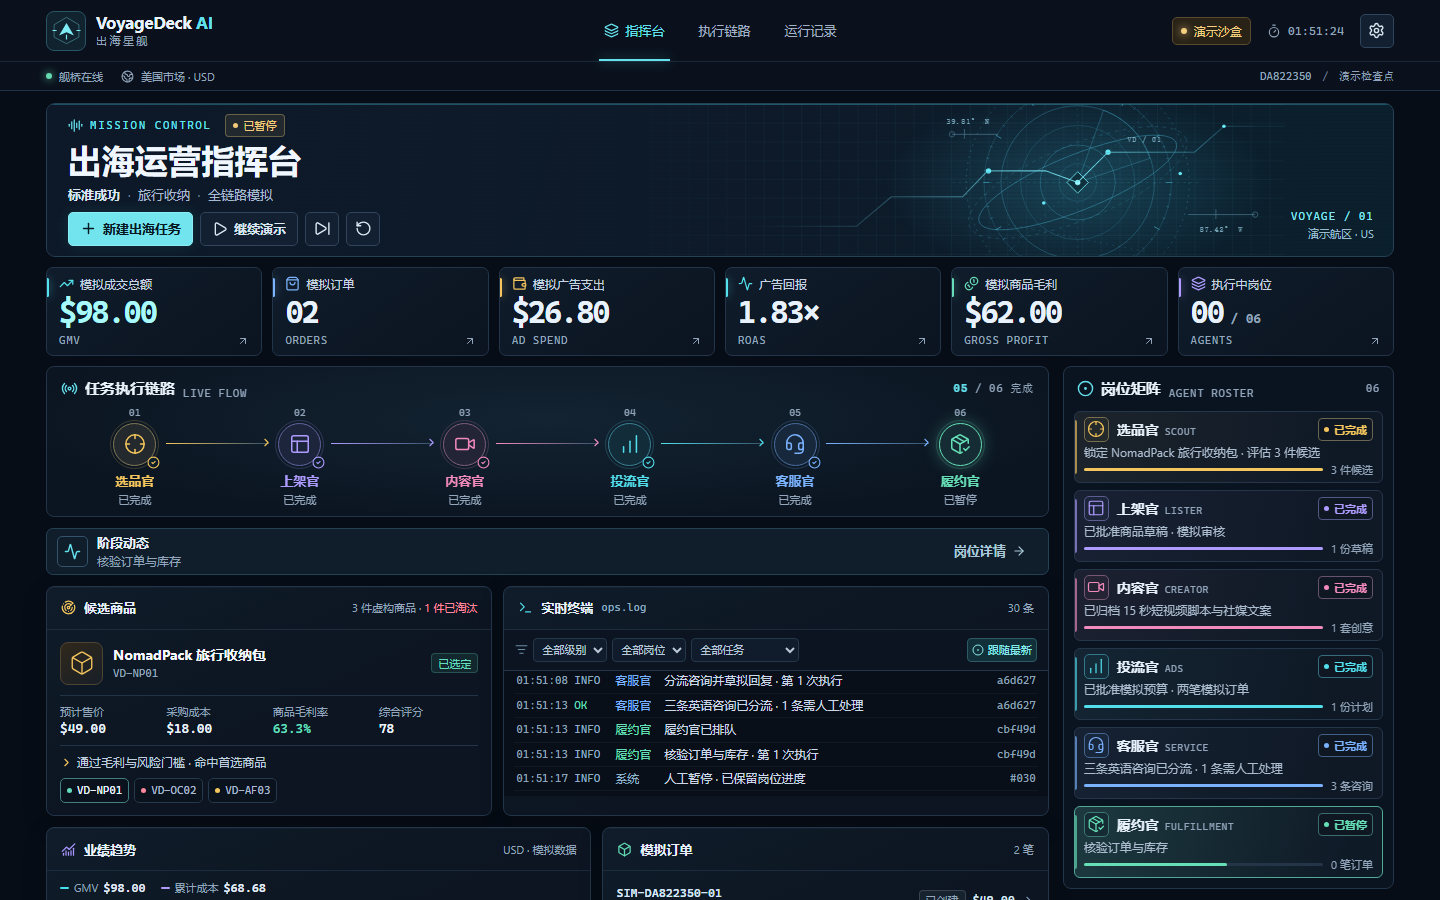 VoyageDeck AI
出海星舰
指挥台
执行链路
运行记录
演示沙盒
01:51:24
舰桥在线
美国市场 · USD
DA822350 / 演示检查点
MISSION CONTROL
已暂停
出海运营指挥台
标准成功 · 旅行收纳 · 全链路模拟
新建出海任务
继续演示
39.81° N
VD / 01
87.42° W
VOYAGE / 01
演示航区 · US
模拟成交总额
$98.00
GMV
模拟订单
02
ORDERS
模拟广告支出
$26.80
AD SPEND
广告回报
1.83×
ROAS
模拟商品毛利
$62.00
GROSS PROFIT
执行中岗位
00 / 06
AGENTS
任务执行链路 LIVE FLOW
05 / 06 完成
01
选品官
已完成
02
上架官
已完成
03
内容官
已完成
04
投流官
已完成
05
客服官
已完成
06
履约官
已暂停
阶段动态
核验订单与库存
岗位详情
候选商品
3 件虚构商品 · 1 件已淘汰
NomadPack 旅行收纳包
VD-NP01
已选定
预计售价
$49.00
采购成本
$18.00
商品毛利率
63.3%
综合评分
78
通过毛利与风险门槛 · 命中首选商品
VD-NP01
VD-OC02
VD-AF03
实时终端 ops.log
30 条
全部级别
全部岗位
全部任务
跟随最新
01:51:08 INFO 客服官 分流咨询并草拟回复 · 第 1 次执行 a6d627
01:51:13 OK 客服官 三条英语咨询已分流 · 1 条需人工处理 a6d627
01:51:13 INFO 履约官 履约官已排队 cbf49d
01:51:13 INFO 履约官 核验订单与库存 · 第 1 次执行 cbf49d
01:51:17 INFO 系统 人工暂停 · 已保留岗位进度 #030
业绩趋势
USD · 模拟数据
GMV $98.00
累计成本 $68.68
模拟订单
2 笔
SIM-DA822350-01
已创建
$49.00
岗位矩阵 AGENT ROSTER
06
选品官 SCOUT
已完成
锁定 NomadPack 旅行收纳包 · 评估 3 件候选
3 件候选
上架官 LISTER
已完成
已批准商品草稿 · 模拟审核
1 份草稿
内容官 CREATOR
已完成
已归档 15 秒短视频脚本与社媒文案
1 套创意
投流官 ADS
已完成
已批准模拟预算 · 两笔模拟订单
1 份计划
客服官 SERVICE
已完成
三条英语咨询已分流 · 1 条需人工处理
3 条咨询
履约官 FULFILLMENT
已暂停
核验订单与库存
0 笔订单